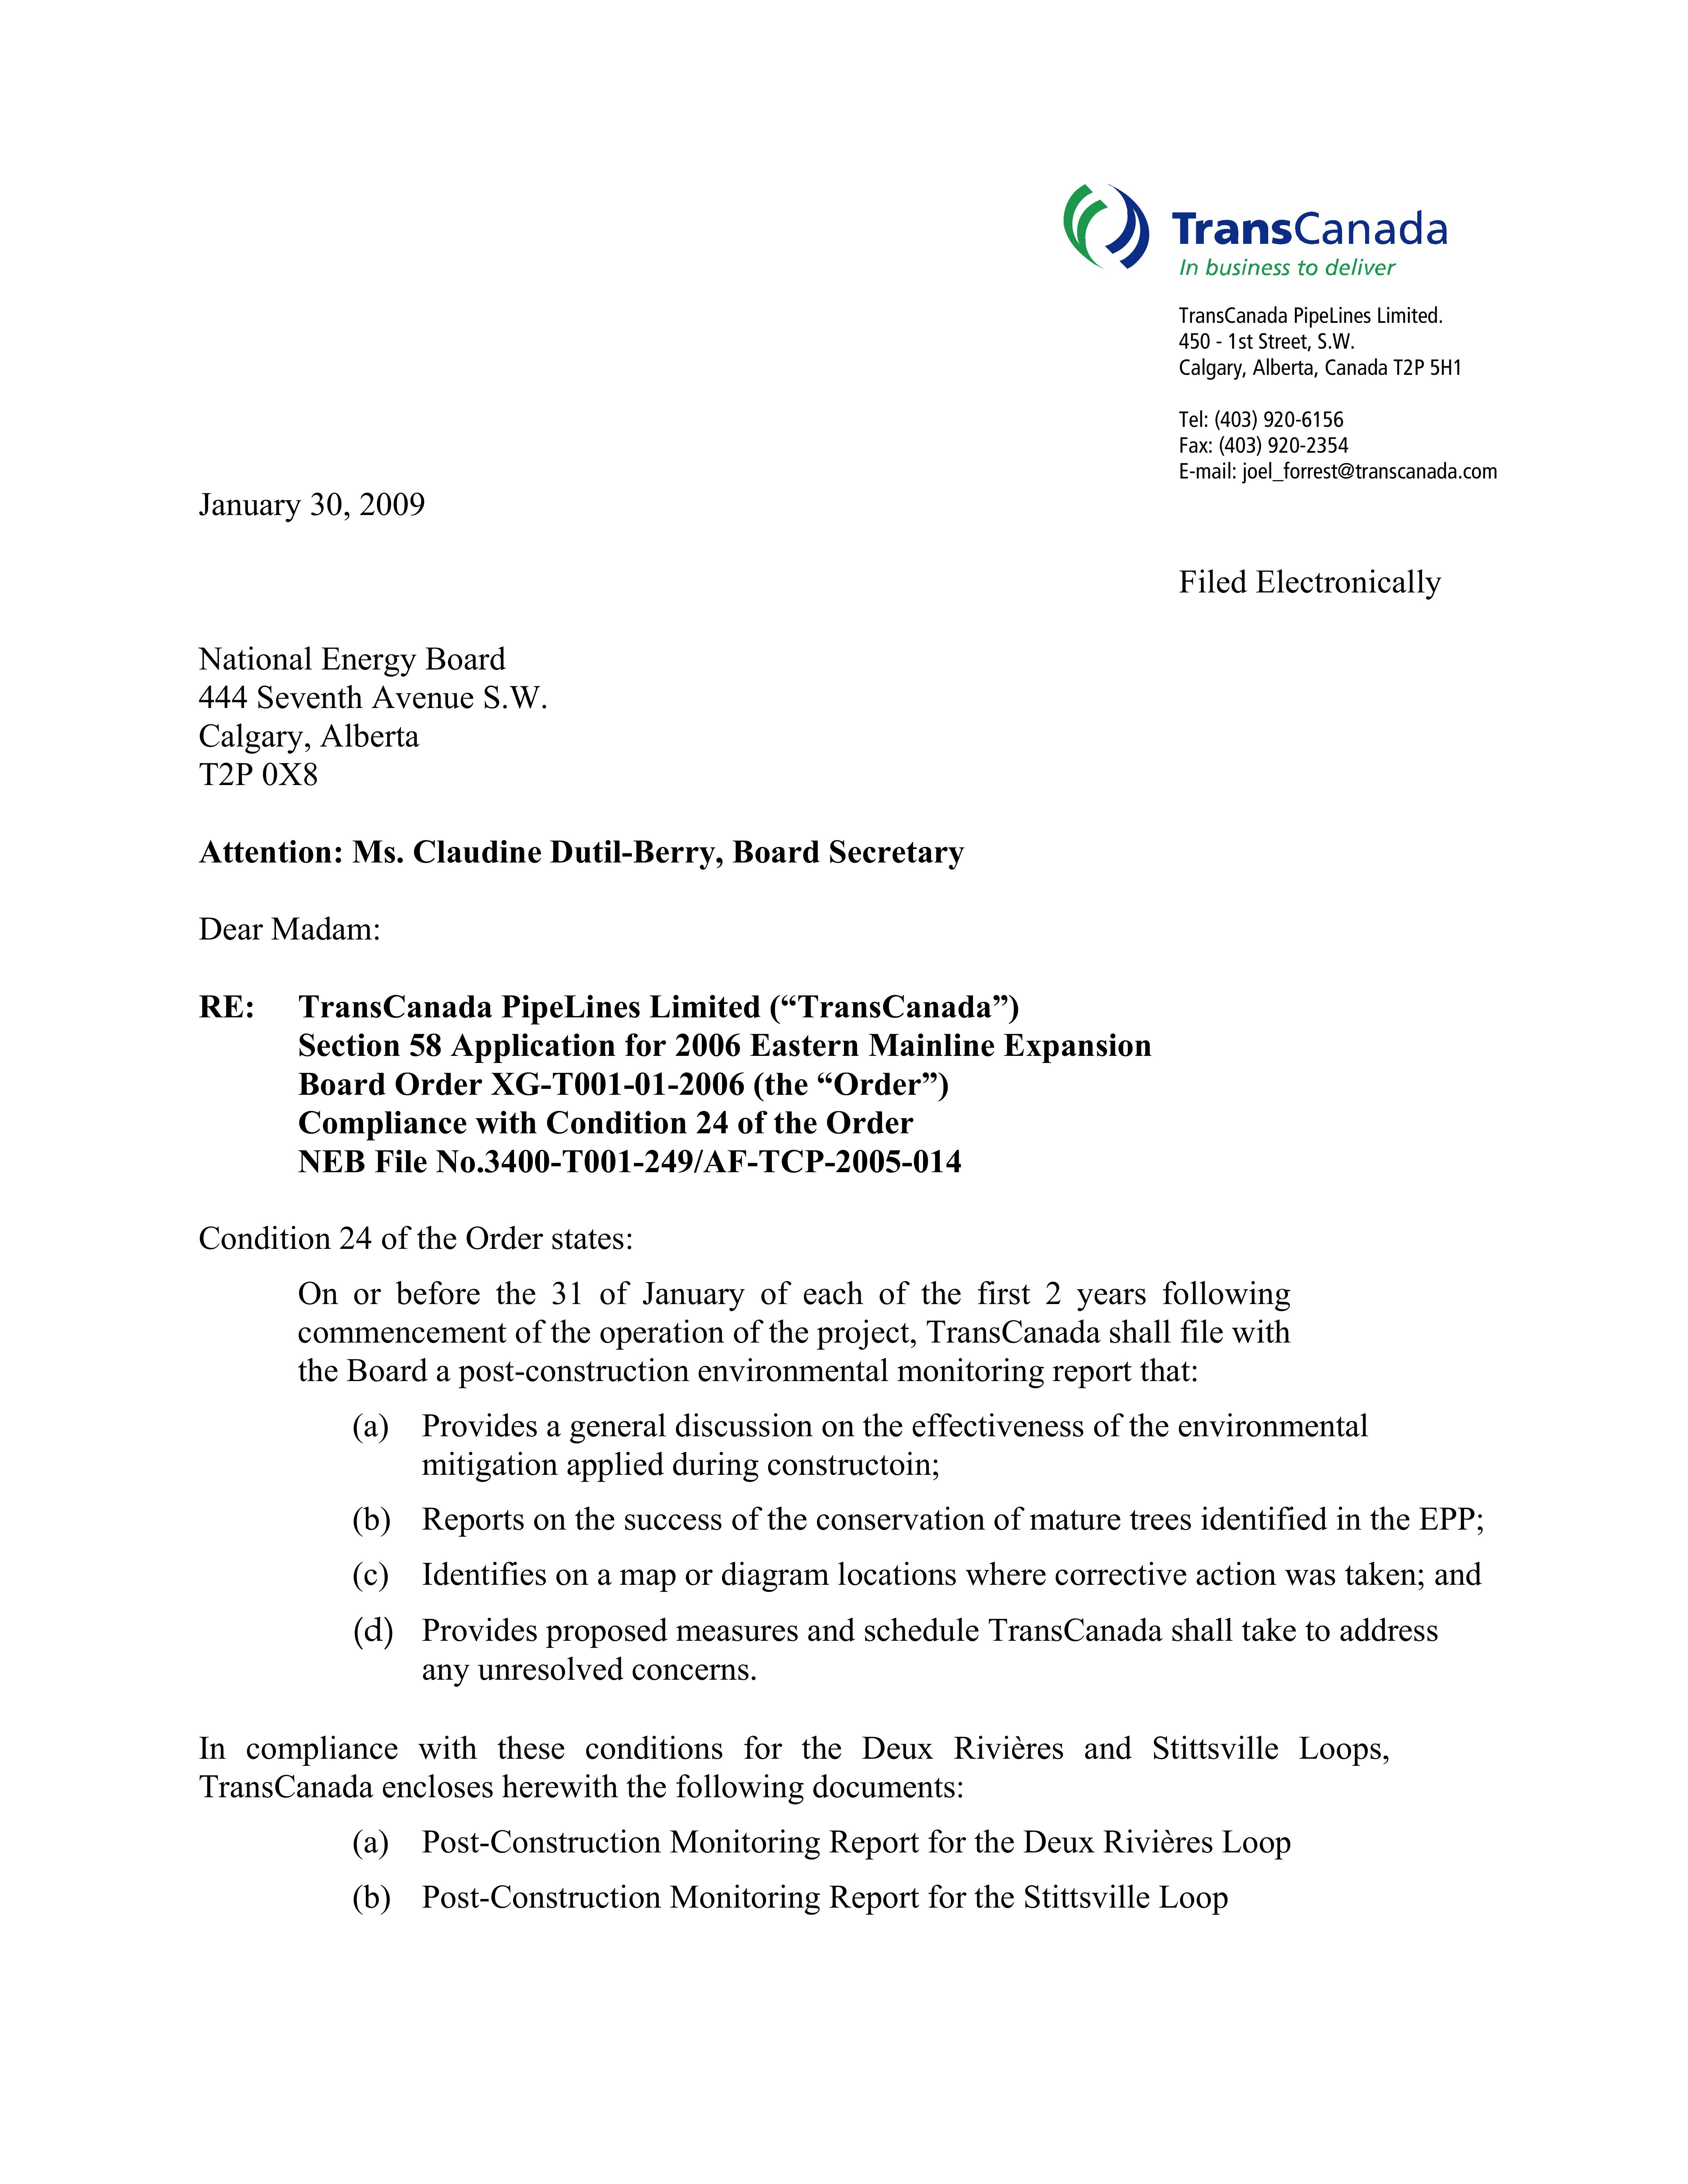 TransCanada
In business to deliver
TransCanada PipeLines Limited.
450 - 1st Street, S.W.
Calgary, Alberta, Canada T2P 5H1
Tel: (403) 920-6156
Fax: (403) 920-2354
E-mail: joel_forrest@transcanada.com
January 30, 2009
Filed Electronically
National Energy Board
444 Seventh Avenue S.W.
Calgary, Alberta
T2P 0X8
Attention: Ms. Claudine Dutil-Berry, Board Secretary
Dear Madam:
RE: TransCanada PipeLines Limited (“TransCanada”)
Section 58 Application for 2006 Eastern Mainline Expansion
Board Order XG-T001-01-2006 (the “Order”)
Compliance with Condition 24 of the Order
NEB File No.3400-T001-249/AF-TCP-2005-014
Condition 24 of the Order states:
On or before the 31 of January of each of the first 2 years following
commencement of the operation of the project, TransCanada shall file with
the Board a post-construction environmental monitoring report that:
(a) Provides a general discussion on the effectiveness of the environmental
mitigation applied during constructoin;
(b) Reports on the success of the conservation of mature trees identified in the EPP;
(c) Identifies on a map or diagram locations where corrective action was taken; and
(d) Provides proposed measures and schedule TransCanada shall take to address
any unresolved concerns.
In compliance with these conditions for the Deux Rivières and Stittsville Loops,
TransCanada encloses herewith the following documents:
(a) Post-Construction Monitoring Report for the Deux Rivières Loop
(b) Post-Construction Monitoring Report for the Stittsville Loop